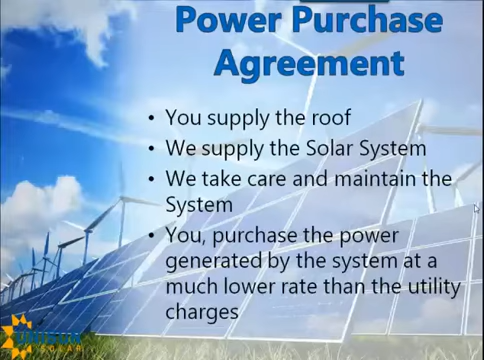 Power Purchase
Agreement
• You supply the roof
• We supply the Solar System
• We take care and maintain the
System
• You, purchase the power
generated by the system at a
much lower rate than the utility
charges
SOLAR